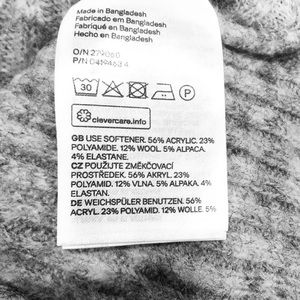 Made in Bangladesh
Fabricado em Bangladesh
Fabriqué en Bangladesh
Hecho en Bangladesh
O/N
P/N
30
P
clevercare.info
GB USE SOFTENER. 56% ACRYLIC. 23%
POLYAMIDE. 12% WOOL. 5% ALPACA.
4% ELASTANE.
CZ POUŽIJTE ZMĚKČOVACÍ
PROSTŘEDEK. 56% AKRYL. 23%
POLYAMID. 12% VLNA. 5% ALPAKA. 4%
ELASTAN.
DE WEICHSPÜLER BENUTZEN. 56%
ACRYL. 23% POLYAMID. 12% WOLLE. 5%